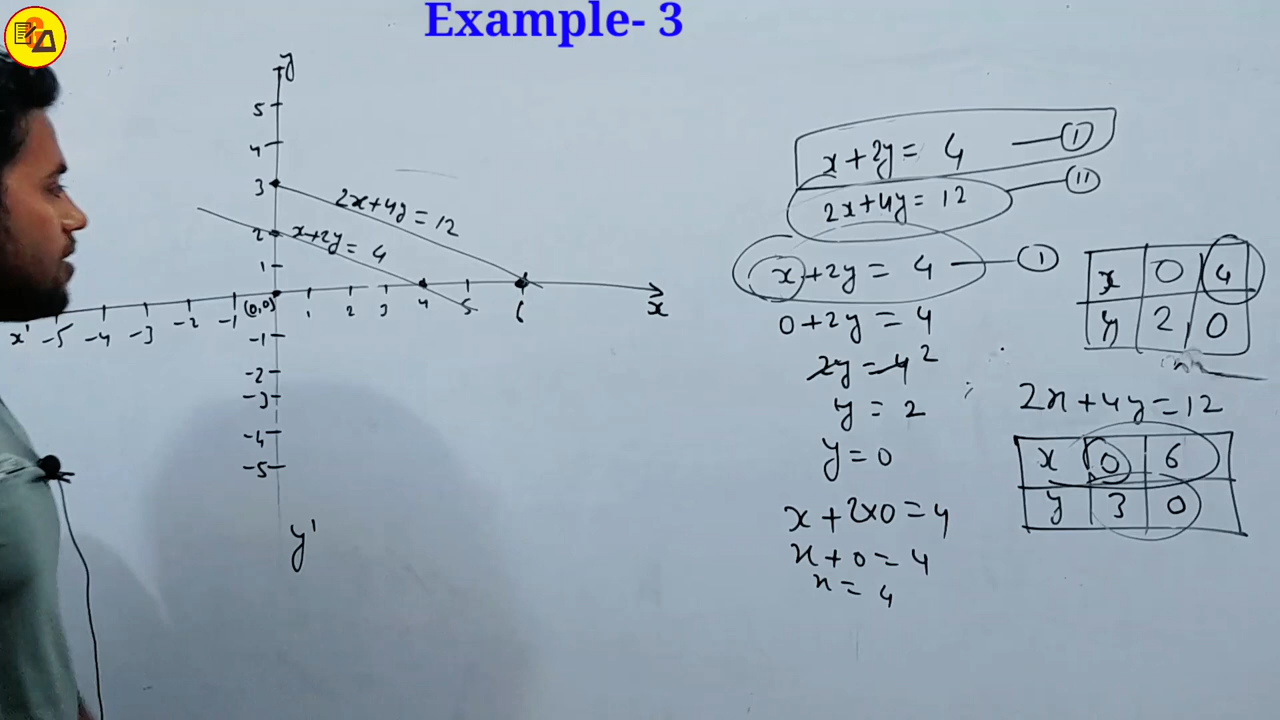 Example- 3
y
5
4
3
2
1
2x+4y=12
x+2y= 4
x' -5 -4 -3 -2 -1 (0,0) 1 2 3 4 5 6 x
-1
-2
-3
-4
-5
y'
x+2y= 4 — I
2x+4y= 12 — II
x+2y= 4 — I
0+2y=4
2y=4 2
y=2
y=0
x+2x0=4
x+0=4
x=4
x 0 4
y 2 0
2x+4y=12
x 0 6
y 3 0